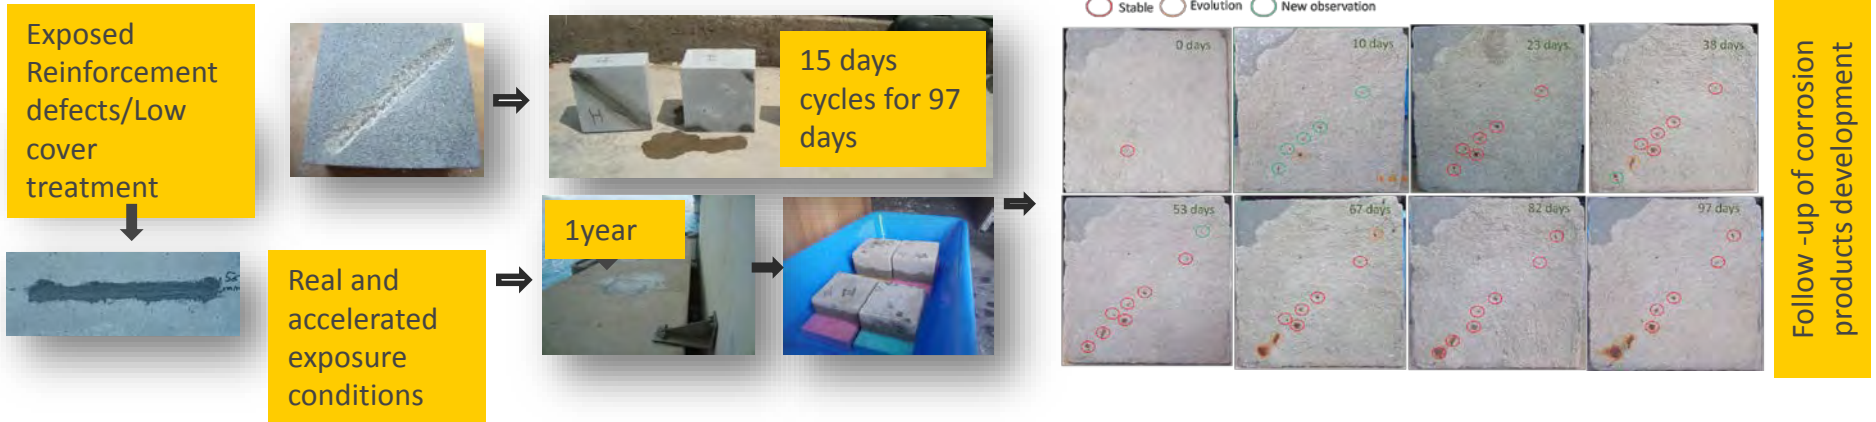 Exposed
Reinforcement
defects/Low
cover
treatment
15 days
cycles for 97
days
Real and
accelerated
exposure
conditions
1year
Stable Evolution New observation
0 days
10 days
23 days
38 days
53 days
67 days
82 days
97 days
Follow -up of corrosion
products development